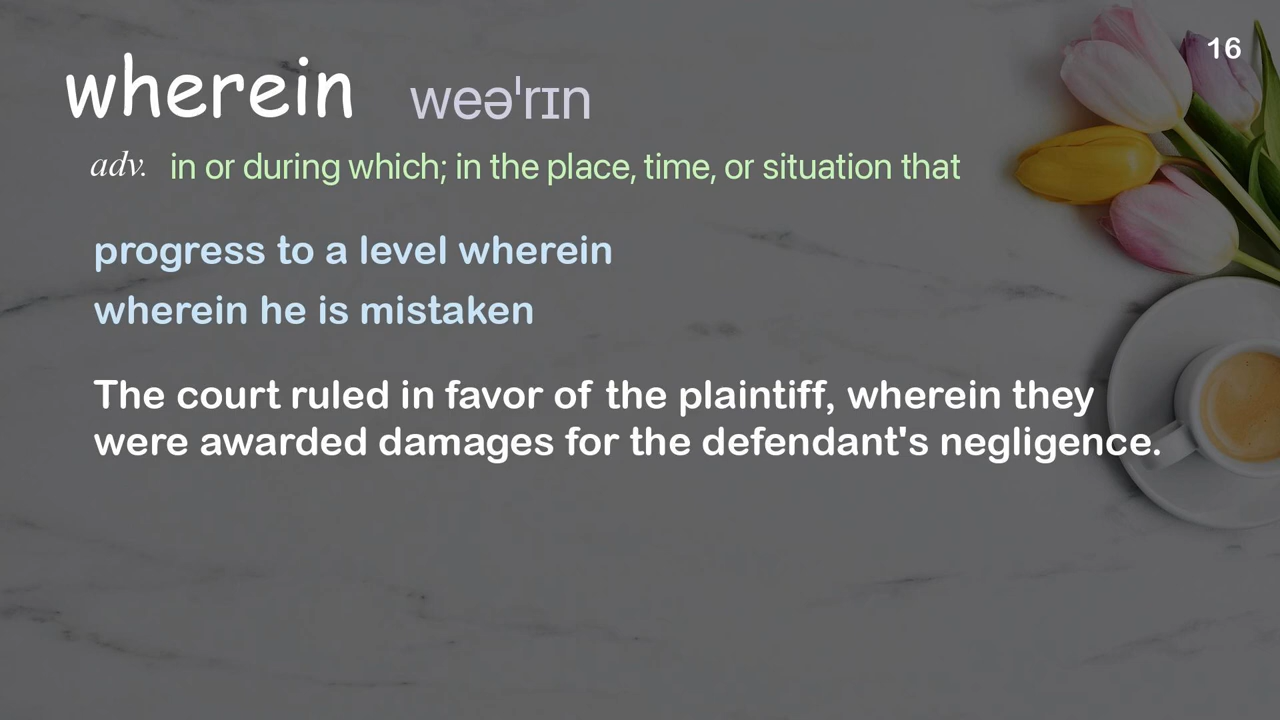 16
wherein weəˈrɪn
adv. in or during which; in the place, time, or situation that
progress to a level wherein
wherein he is mistaken
The court ruled in favor of the plaintiff, wherein they
were awarded damages for the defendant's negligence.